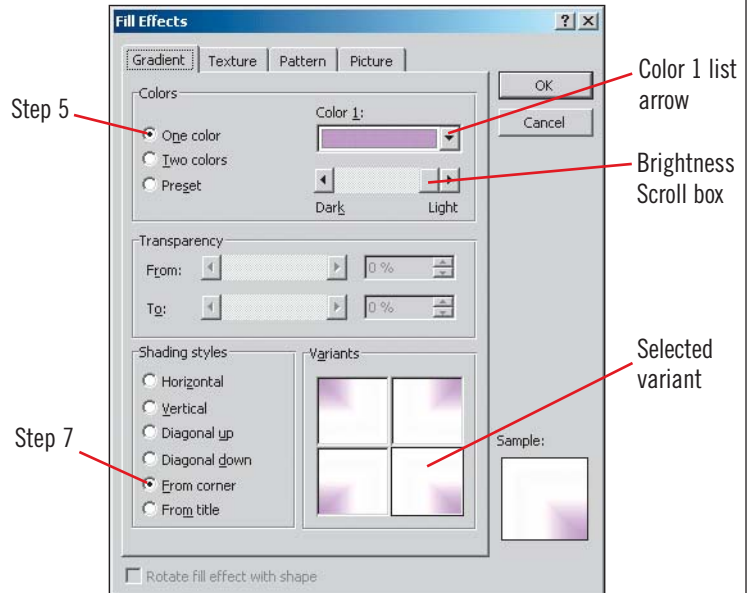 Fill Effects
Gradient Texture Pattern Picture
Colors
One color
Two colors
Preset
Color 1:
Dark Light
OK
Cancel
Transparency
From: 0 %
To: 0 %
Shading styles
Horizontal
Vertical
Diagonal up
Diagonal down
From corner
From title
Variants
Sample:
Rotate fill effect with shape
Step 5
Step 7
Color 1 list
arrow
Brightness
Scroll box
Selected
variant